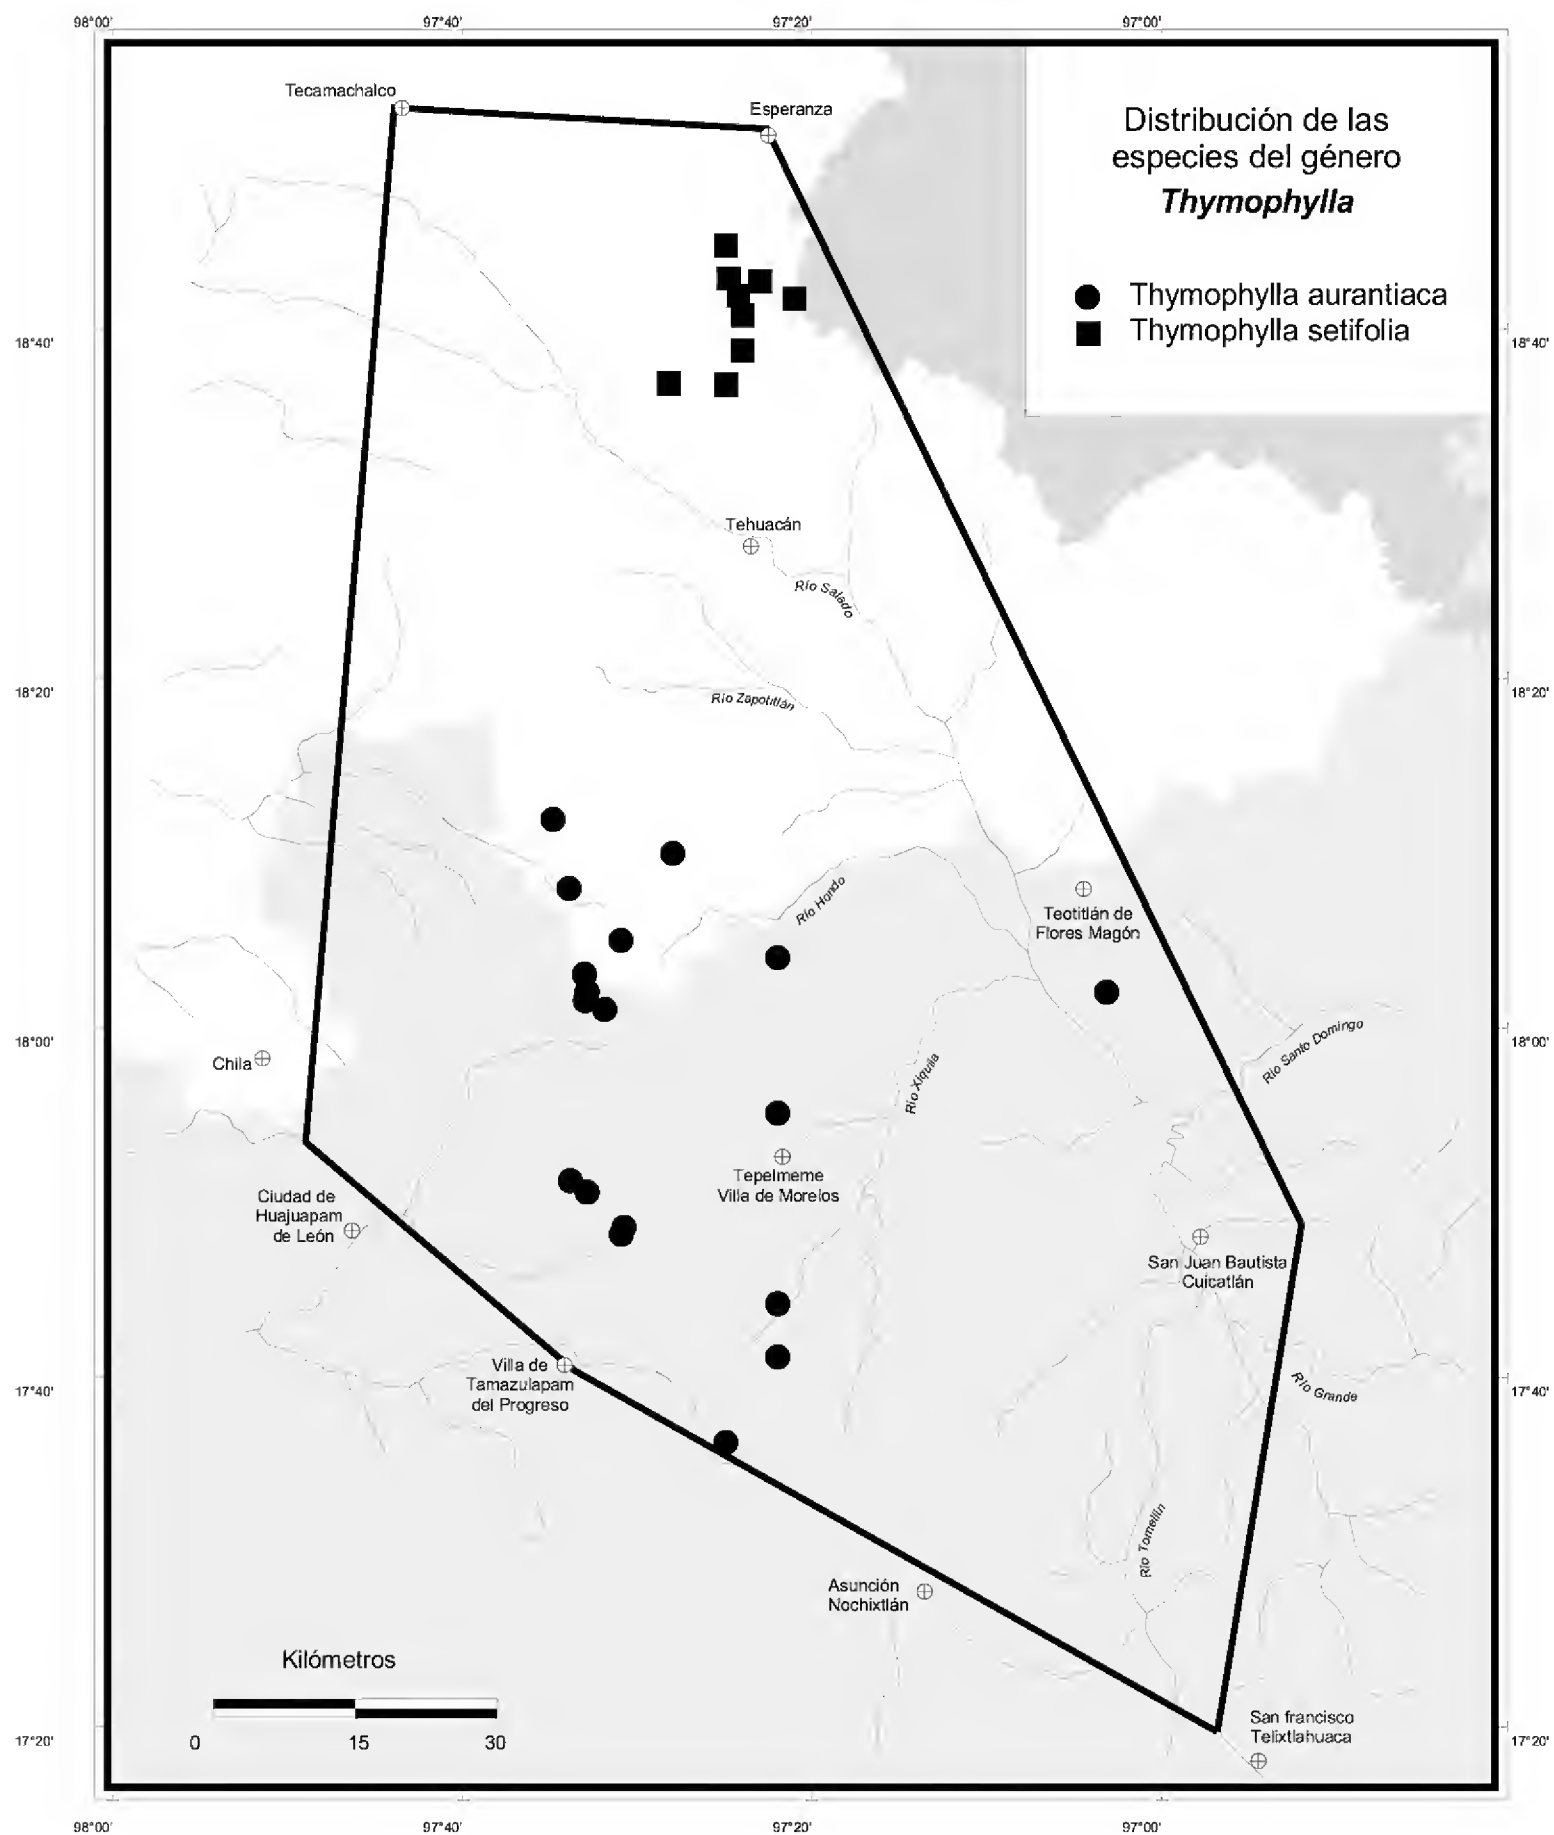 98°00'
97°40'
97°20'
97°00'
Tecamachalco
Esperanza
Distribución de las
especies del género
Thymophylla
Thymophylla aurantiaca
Thymophylla setifolia
18°40'
18°40'
Tehuacán
Río Salado
18°20'
18°20'
Río Zapotitlán
Río Hondo
Teotitlán de
Flores Magón
18°00'
18°00'
Chila
Río Santo Domingo
Río Xiquila
Tepelmeme
Villa de Morelos
Ciudad de
Huajuapam
de León
San Juan Bautista
Cuicatlán
Villa de
Tamazulapam
del Progreso
17°40'
17°40'
Río Grande
Río Tomellín
Asunción
Nochixtlán
Kilómetros
0
15
30
San francisco
Telixtlahuaca
17°20'
17°20'
98°00'
97°40'
97°20'
97°00'